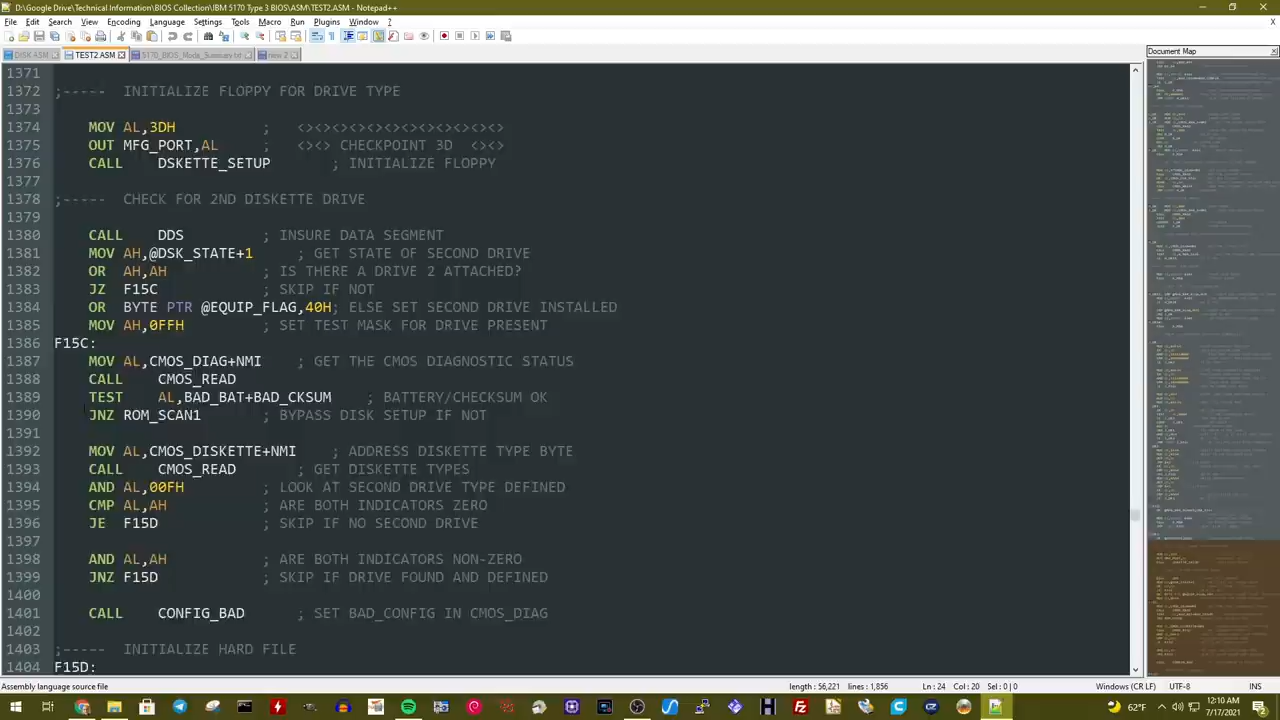 D:\Google Drive\Technical Information\BIOS Collection\IBM 5170 Type 3 BIOS\ASM\TEST2.ASM - Notepad++
File Edit Search View Encoding Language Settings Tools Macro Run Plugins Window ?
DISK.ASM TEST2.ASM 5170_BIOS_Mods_Summary.txt new 2
Document Map
1371
1372 ;----- INITIALIZE FLOPPY FOR DRIVE TYPE
1373
1374 MOV AL,3DH ; <><><><><><><><><><><><>
1375 OUT MFG_PORT,AL ; <><> CHECKPOINT 3D <><>
1376 CALL DSKETTE_SETUP ; INITIALIZE FLOPPY
1377
1378 ;----- CHECK FOR 2ND DISKETTE DRIVE
1379
1380 CALL DDS ; INSURE DATA SEGMENT
1381 MOV AH,@DSK_STATE+1 ; GET STATE OF SECOND DRIVE
1382 OR AH,AH ; IS THERE A DRIVE 2 ATTACHED?
1383 JZ F15C ; SKIP IF NOT
1384 OR BYTE PTR @EQUIP_FLAG,40H ; ELSE SET SECOND DRIVE INSTALLED
1385 MOV AH,0FFH ; SET TEST MASK FOR DRIVE PRESENT
1386 F15C:
1387 MOV AL,CMOS_DIAG+NMI ; GET THE CMOS DIAGNOSTIC STATUS
1388 CALL CMOS_READ
1389 TEST AL,BAD_BAT+BAD_CKSUM ; BATTERY/CHECKSUM OK
1390 JNZ ROM_SCAN1 ; BYPASS DISK SETUP IF NOT
1391
1392 MOV AL,CMOS_DISKETTE+NMI ; ADDRESS DISKETTE TYPE BYTE
1393 CALL CMOS_READ ; GET DISKETTE TYPES
1394 AND AL,00FH ; LOOK AT SECOND DRIVE DEFINED
1395 CMP AL,AH ; ARE BOTH INDICATORS ZERO
1396 JE F15D ; SKIP IF NO SECOND DRIVE
1397
1398 AND AL,AH ; ARE BOTH INDICATORS NON-ZERO
1399 JNZ F15D ; SKIP IF DRIVE FOUND AND DEFINED
1400
1401 CALL CONFIG_BAD ; SET BAD CONFIG IF NOT
1402
1403 ;----- INITIALIZE HARD FILE
1404 F15D:
Assembly language source file length : 56,221 lines : 1,856 Ln : 24 Col : 20 Sel : 0 | 0 Windows (CR LF) UTF-8 INS
62°F 12:10 AM
7/17/2021